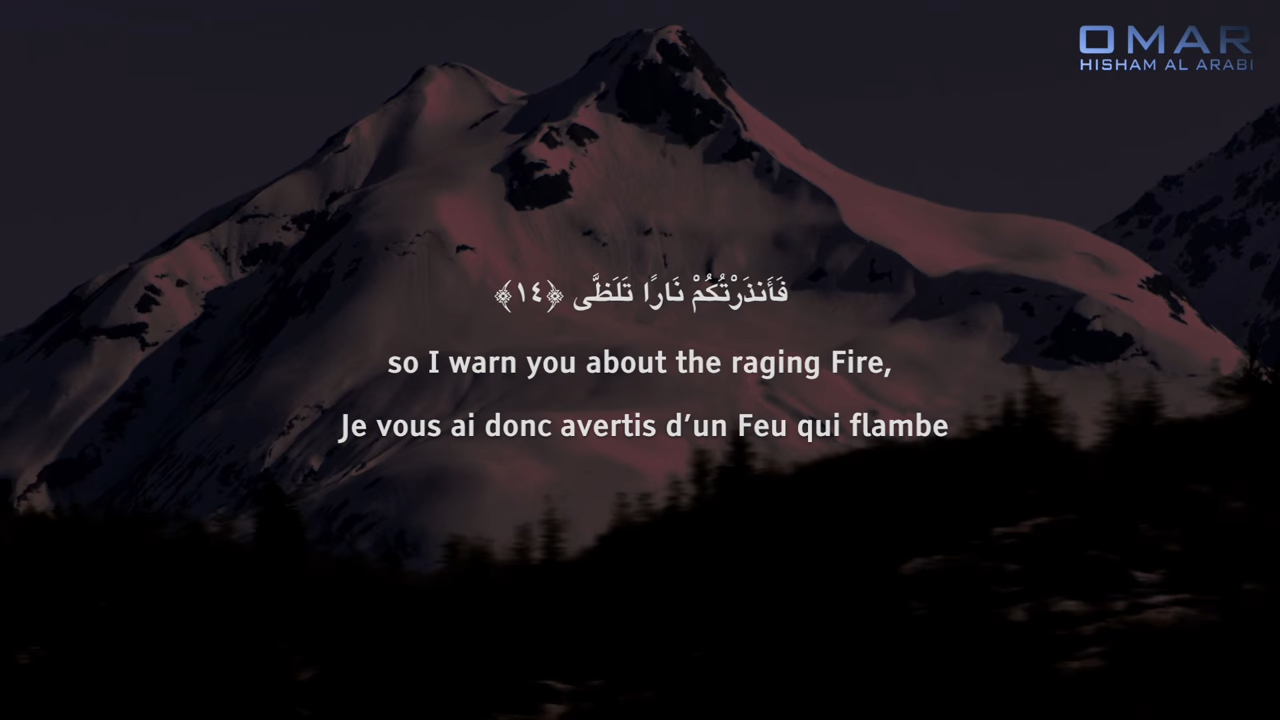 OMAR
HISHAM AL ARABI
فَأَنذَرْتُكُمْ نَارًا تَلَظَّى ﴿١٤﴾
so I warn you about the raging Fire,
Je vous ai donc avertis d’un Feu qui flambe